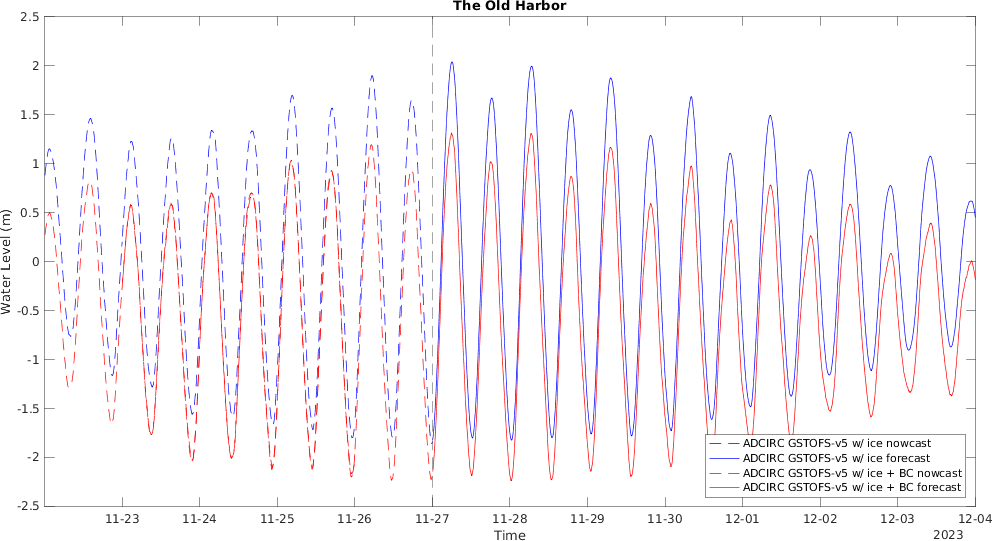 The Old Harbor
Water Level (m)
2.5
2
1.5
1
0.5
0
-0.5
-1
-1.5
-2
-2.5
ADCIRC GSTOFS-v5 w/ ice nowcast
ADCIRC GSTOFS-v5 w/ ice forecast
ADCIRC GSTOFS-v5 w/ ice + BC nowcast
ADCIRC GSTOFS-v5 w/ ice + BC forecast
11-23 11-24 11-25 11-26 11-27 11-28 11-29 11-30 12-01 12-02 12-03 12-04
Time
2023